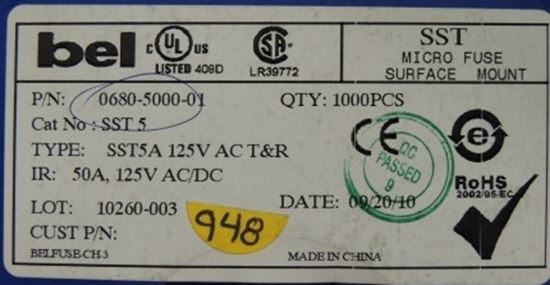 bel c UL US LISTED 409D LR39772 SST
MICRO FUSE
SURFACE MOUNT
P/N: 0680-5000-01 QTY: 1000PCS
Cat No : SST 5
TYPE: SST5A 125V AC T&R
IR: 50A, 125V AC/DC
CE
QC PASSED 9
e
RoHS
2002/95/EC
LOT: 10260-003
948
DATE: 09/20/10
CUST P/N:
BELFUSE-CH-3 MADE IN CHINA